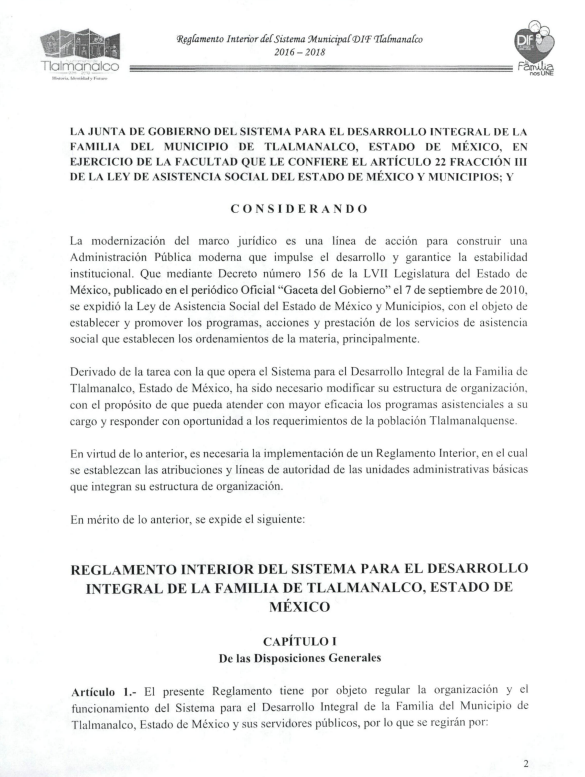 Reglamento Interior del Sistema Municipal DIF Tlalmanalco
2016 – 2018
Tlalmanalco
Historia, Identidad y Futuro
DIF
Familia
nos UNE
LA JUNTA DE GOBIERNO DEL SISTEMA PARA EL DESARROLLO INTEGRAL DE LA
FAMILIA DEL MUNICIPIO DE TLALMANALCO, ESTADO DE MÉXICO, EN
EJERCICIO DE LA FACULTAD QUE LE CONFIERE EL ARTÍCULO 22 FRACCIÓN III
DE LA LEY DE ASISTENCIA SOCIAL DEL ESTADO DE MÉXICO Y MUNICIPIOS; Y
C O N S I D E R A N D O
La modernización del marco jurídico es una línea de acción para construir una
Administración Pública moderna que impulse el desarrollo y garantice la estabilidad
institucional. Que mediante Decreto número 156 de la LVII Legislatura del Estado de
México, publicado en el periódico Oficial “Gaceta del Gobierno” el 7 de septiembre de 2010,
se expidió la Ley de Asistencia Social del Estado de México y Municipios, con el objeto de
establecer y promover los programas, acciones y prestación de los servicios de asistencia
social que establecen los ordenamientos de la materia, principalmente.
Derivado de la tarea con la que opera el Sistema para el Desarrollo Integral de la Familia de
Tlalmanalco, Estado de México, ha sido necesario modificar su estructura de organización,
con el propósito de que pueda atender con mayor eficacia los programas asistenciales a su
cargo y responder con oportunidad a los requerimientos de la población Tlalmanalquense.
En virtud de lo anterior, es necesaria la implementación de un Reglamento Interior, en el cual
se establezcan las atribuciones y líneas de autoridad de las unidades administrativas básicas
que integran su estructura de organización.
En mérito de lo anterior, se expide el siguiente:
REGLAMENTO INTERIOR DEL SISTEMA PARA EL DESARROLLO
INTEGRAL DE LA FAMILIA DE TLALMANALCO, ESTADO DE
MÉXICO
CAPÍTULO I
De las Disposiciones Generales
Artículo 1.- El presente Reglamento tiene por objeto regular la organización y el
funcionamiento del Sistema para el Desarrollo Integral de la Familia del Municipio de
Tlalmanalco, Estado de México y sus servidores públicos, por lo que se regirán por:
2